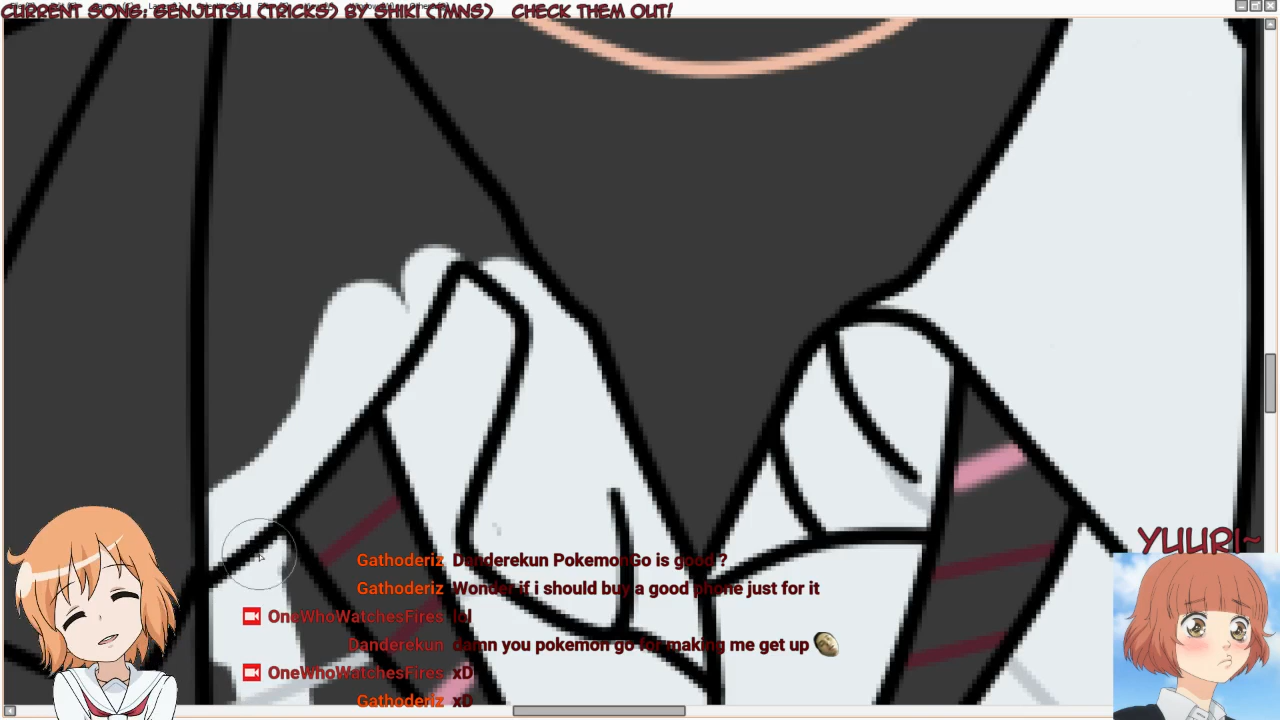 CURRENT SONG: GENJUTSU (TRICKS) BY SHIKI (TMNS)   CHECK THEM OUT!
YUURI~
Gathoderiz Danderekun PokemonGo is good ?
Gathoderiz Wonder if i should buy a good phone just for it
OneWhoWatchesFires lol
Danderekun damn you pokemon go for making me get up
OneWhoWatchesFires xD
Gathoderiz xD